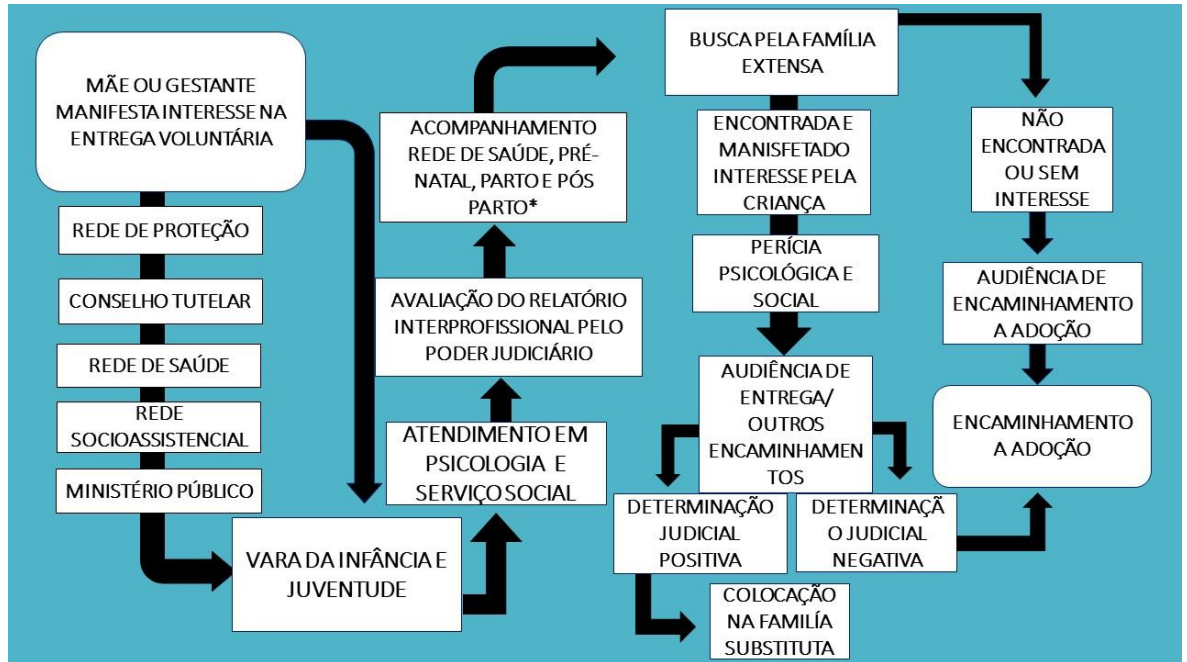 MÃE OU GESTANTE
MANIFESTA INTERESSE NA
ENTREGA VOLUNTÁRIA
REDE DE PROTEÇÃO
CONSELHO TUTELAR
REDE DE SAÚDE
REDE
SOCIOASSISTENCIAL
MINISTÉRIO PÚBLICO
VARA DA INFÂNCIA E
JUVENTUDE
ATENDIMENTO EM
PSICOLOGIA E
SERVIÇO SOCIAL
AVALIAÇÃO DO RELATÓRIO
INTERPROFISSIONAL PELO
PODER JUDICIÁRIO
ACOMPANHAMENTO
REDE DE SAÚDE, PRÉ-
NATAL, PARTO E PÓS
PARTO*
BUSCA PELA FAMÍLIA
EXTENSA
ENCONTRADA E
MANISFETADO
INTERESSE PELA
CRIANÇA
PERÍCIA
PSICOLÓGICA E
SOCIAL
AUDIÊNCIA DE
ENTREGA/
OUTROS
ENCAMINHAMEN
TOS
DETERMINAÇÃO
JUDICIAL
POSITIVA
COLOCAÇÃO
NA FAMILÍA
SUBSTITUTA
DETERMINAÇÃ
O JUDICIAL
NEGATIVA
NÃO
ENCONTRADA
OU SEM
INTERESSE
AUDIÊNCIA DE
ENCAMINHAMENTO
A ADOÇÃO
ENCAMINHAMENTO
A ADOÇÃO